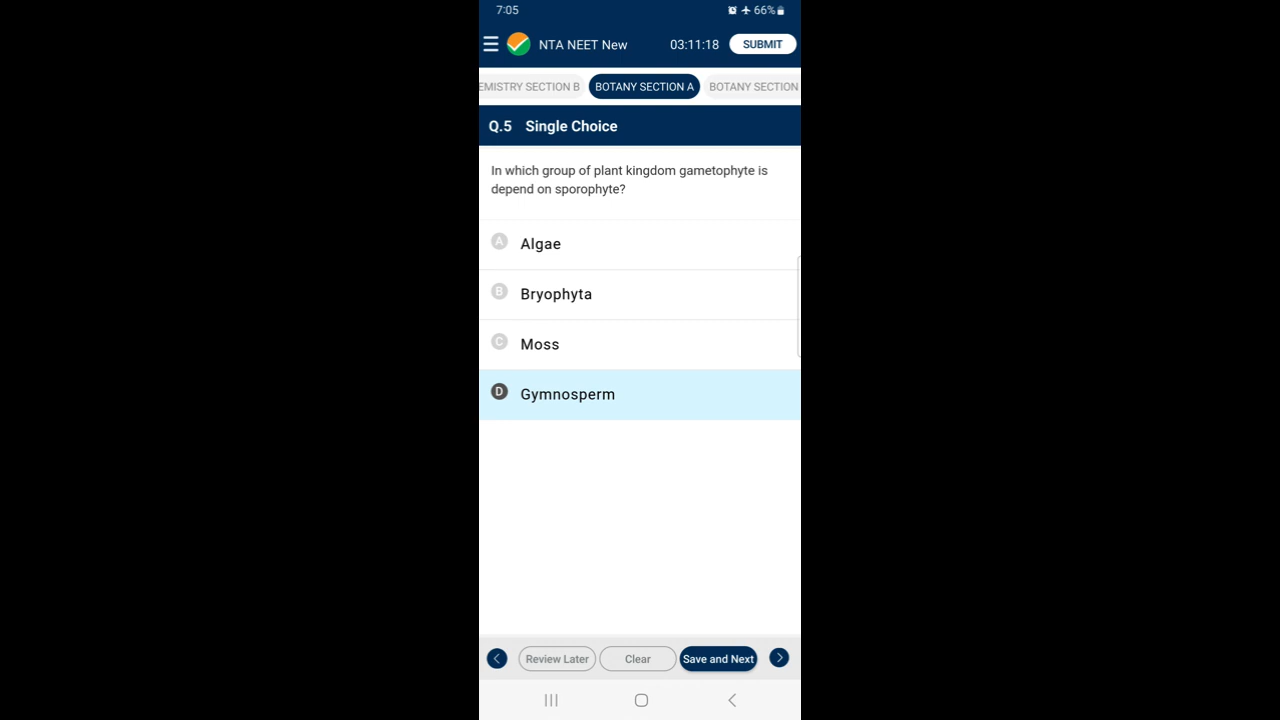 7:05 66%
NTA NEET New 03:11:18 SUBMIT
EMISTRY SECTION B BOTANY SECTION A BOTANY SECTION
Q.5 Single Choice
In which group of plant kingdom gametophyte is
depend on sporophyte?
A Algae
B Bryophyta
C Moss
D Gymnosperm
Review Later Clear Save and Next